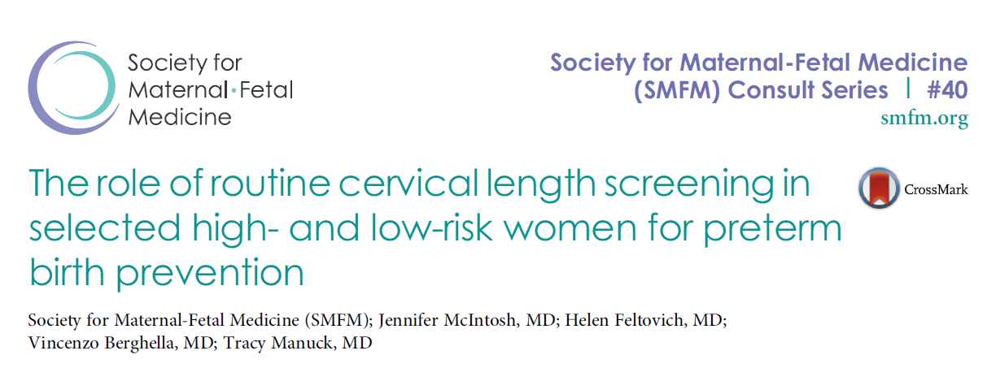 Society for
Maternal·Fetal
Medicine
Society for Maternal-Fetal Medicine
(SMFM) Consult Series | #40
smfm.org
The role of routine cervical length screening in
selected high- and low-risk women for preterm
birth prevention
CrossMark
Society for Maternal-Fetal Medicine (SMFM); Jennifer McIntosh, MD; Helen Feltovich, MD;
Vincenzo Berghella, MD; Tracy Manuck, MD